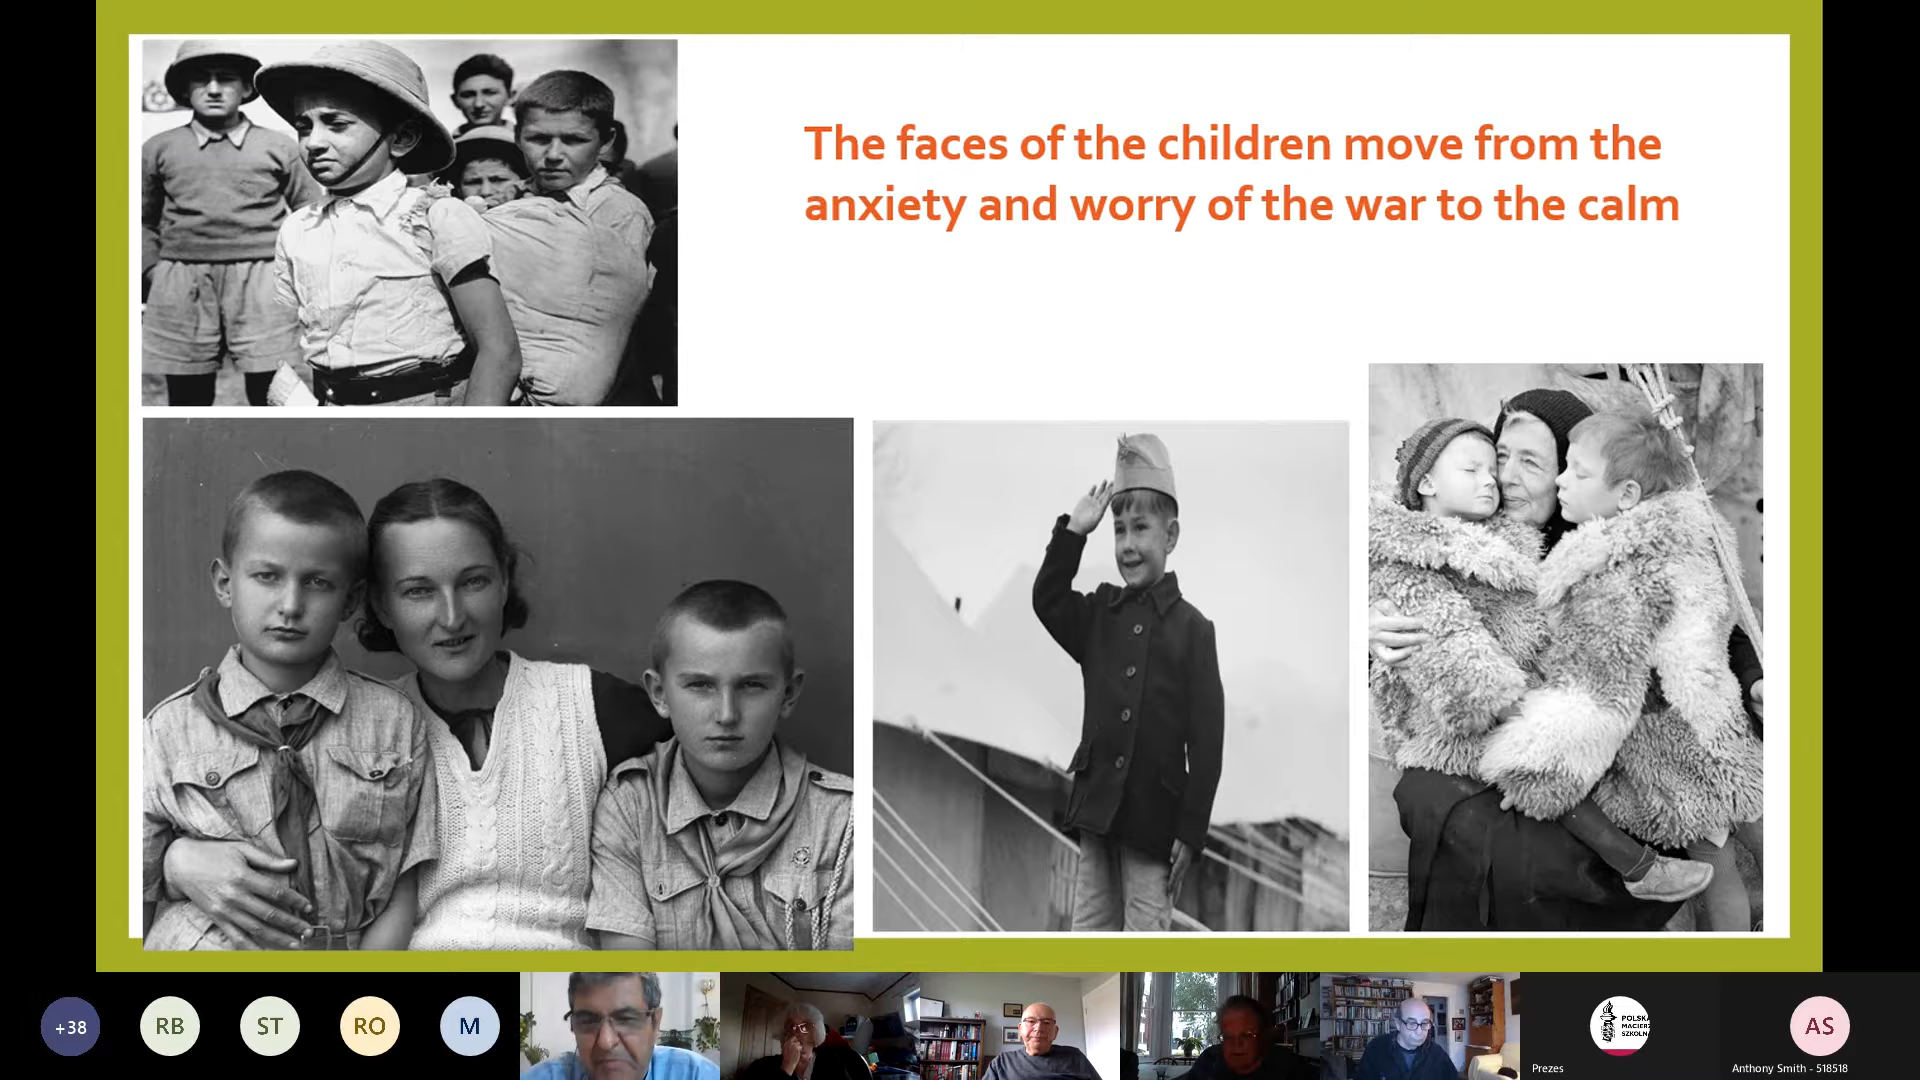 The faces of the children move from the
anxiety and worry of the war to the calm
+38
RB
ST
RO
M
POLSKA
MACIERZ
SZKOLNA
Prezes
AS
Anthony Smith - 518518